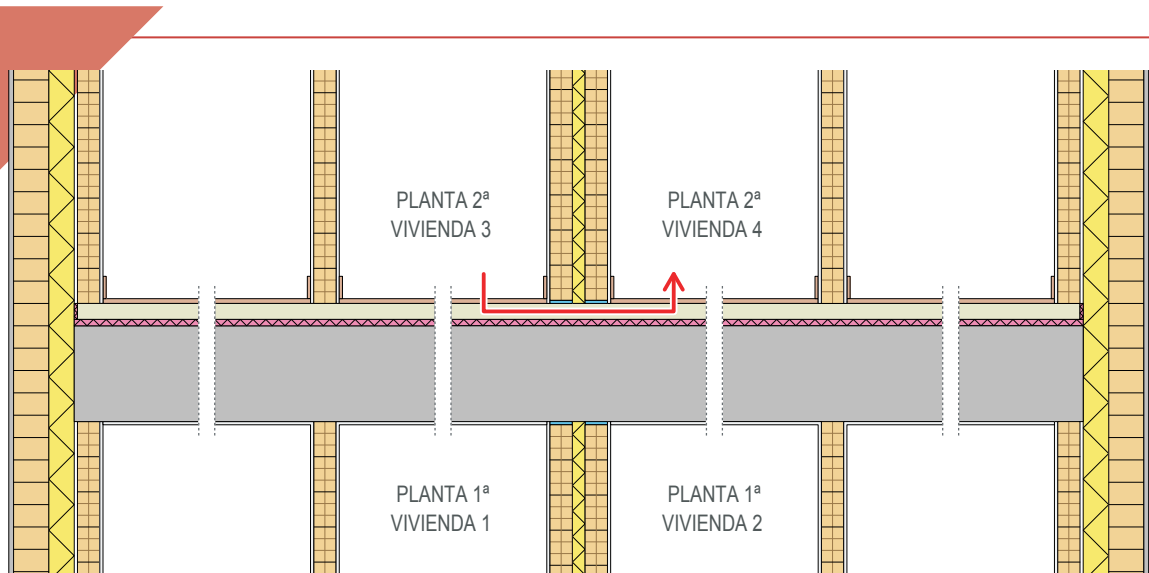 PLANTA 2ª
VIVIENDA 3
PLANTA 2ª
VIVIENDA 4
PLANTA 1ª
VIVIENDA 1
PLANTA 1ª
VIVIENDA 2